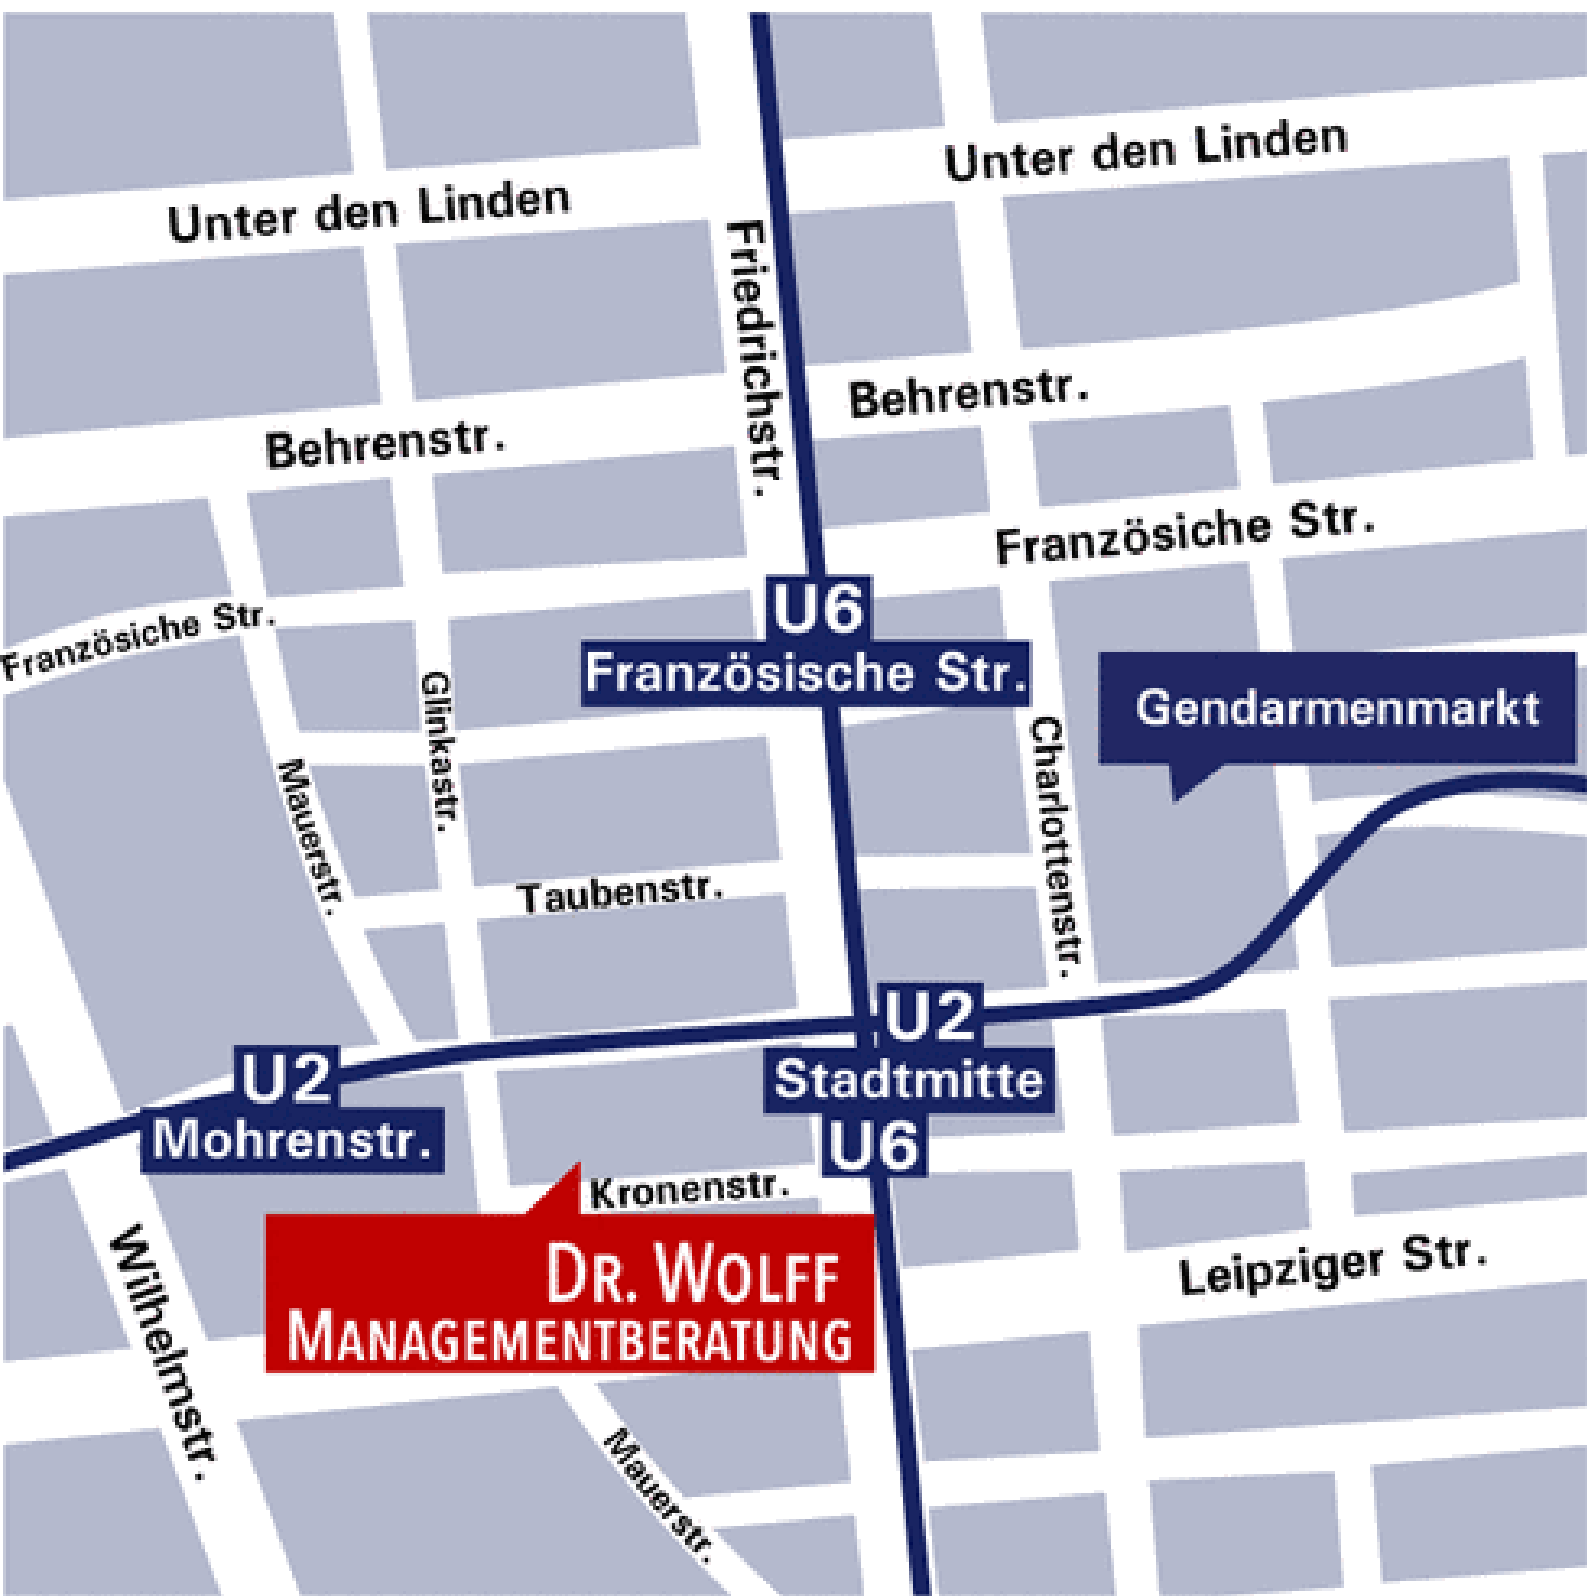 Unter den Linden
Unter den Linden
Friedrichstr.
Behrenstr.
Behrenstr.
Französiche Str.
U6
Französische Str.
Französiche Str.
Glinkastr.
Gendarmenmarkt
Charlottenstr.
Mauerstr.
Taubenstr.
U2
Stadtmitte
U6
U2
Mohrenstr.
Kronenstr.
DR. WOLFF
MANAGEMENTBERATUNG
Leipziger Str.
Wilhelmstr.
Mauerstr.